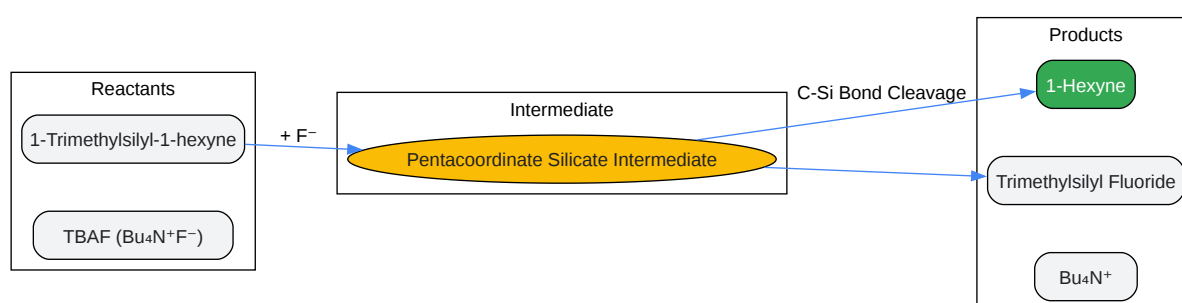 Reactants
1-Trimethylsilyl-1-hexyne
TBAF (Bu₄N⁺F⁻)
+ F⁻
Intermediate
Pentacoordinate Silicate Intermediate
C-Si Bond Cleavage
Products
1-Hexyne
Trimethylsilyl Fluoride
Bu₄N⁺